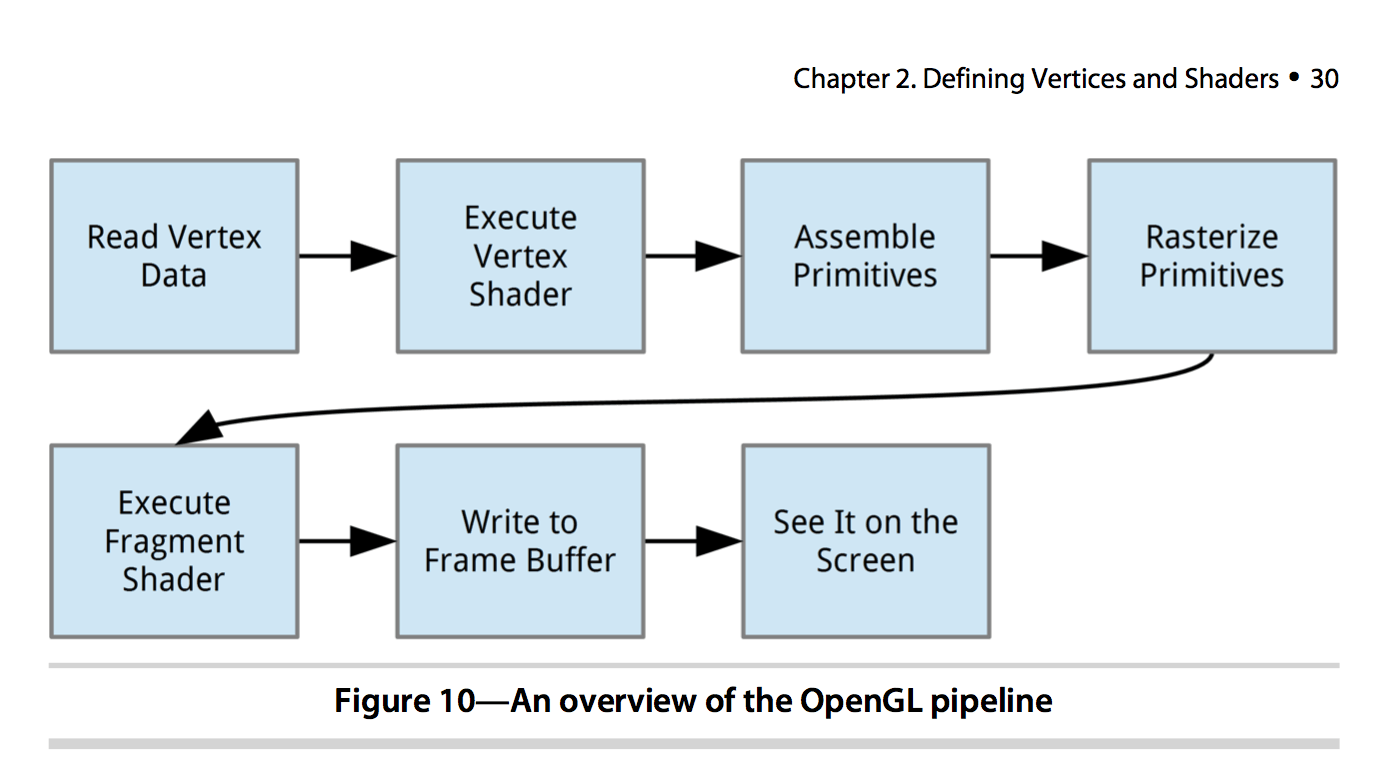 Chapter 2. Defining Vertices and Shaders • 30
Read Vertex
Data
Execute
Vertex
Shader
Assemble
Primitives
Rasterize
Primitives
Execute
Fragment
Shader
Write to
Frame Buffer
See It on the
Screen
Figure 10—An overview of the OpenGL pipeline